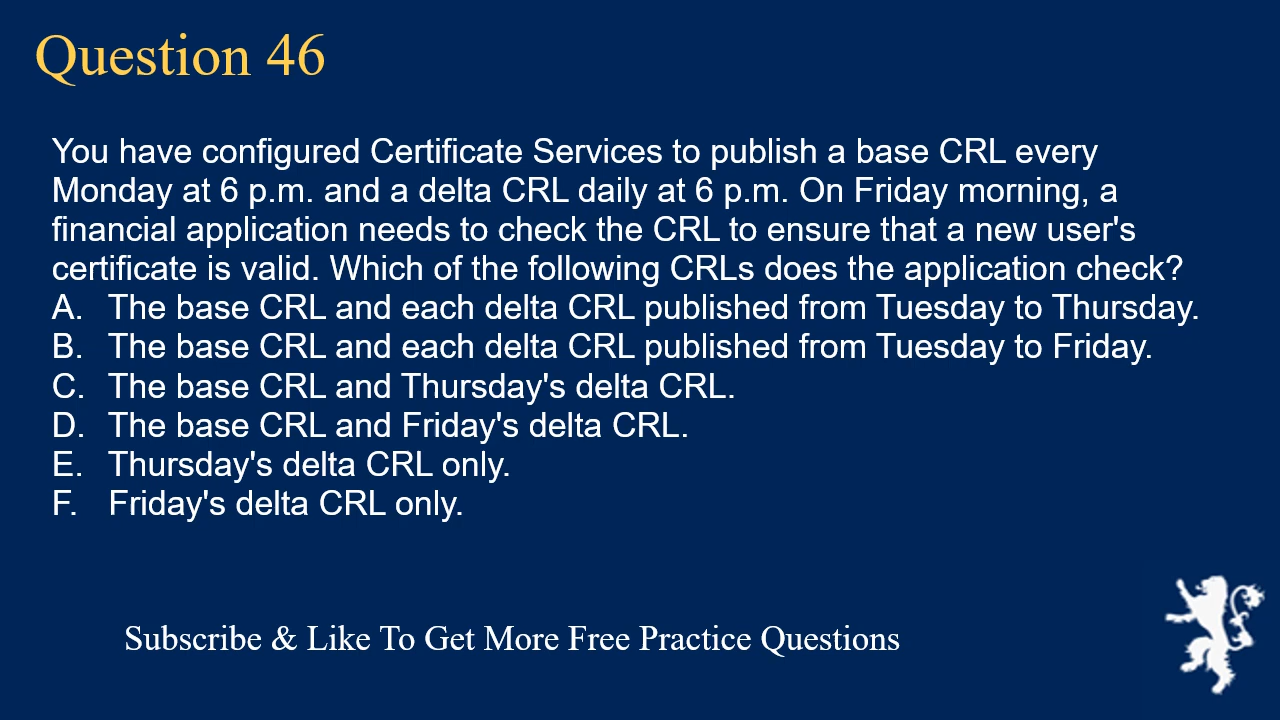 Question 46
You have configured Certificate Services to publish a base CRL every
Monday at 6 p.m. and a delta CRL daily at 6 p.m. On Friday morning, a
financial application needs to check the CRL to ensure that a new user's
certificate is valid. Which of the following CRLs does the application check?
A. The base CRL and each delta CRL published from Tuesday to Thursday.
B. The base CRL and each delta CRL published from Tuesday to Friday.
C. The base CRL and Thursday's delta CRL.
D. The base CRL and Friday's delta CRL.
E. Thursday's delta CRL only.
F. Friday's delta CRL only.
Subscribe & Like To Get More Free Practice Questions